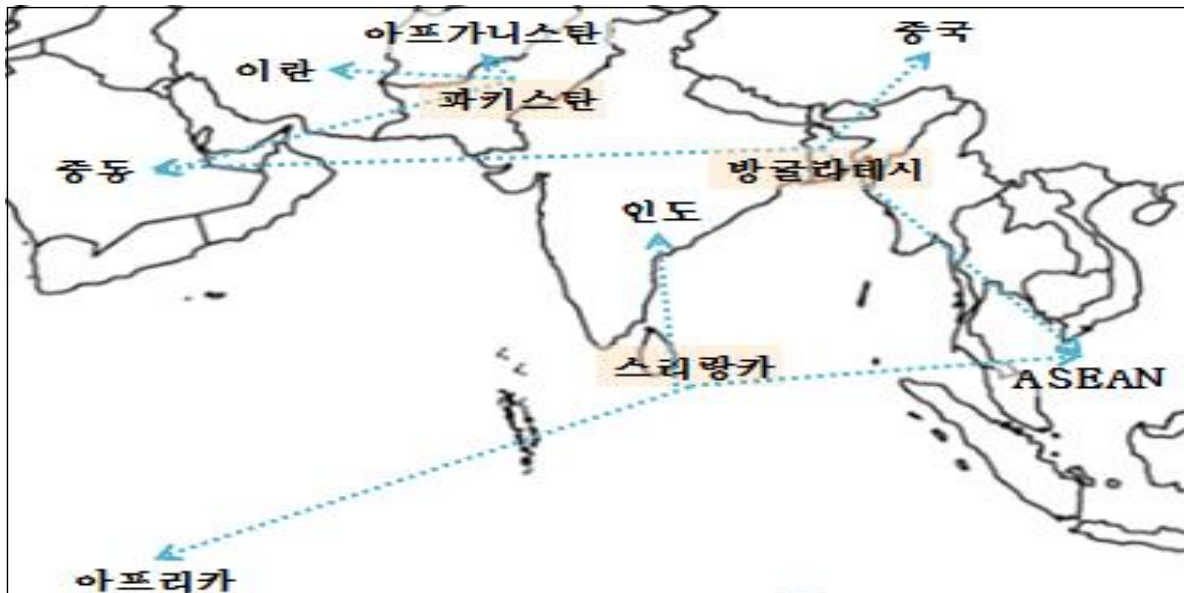 아프가니스탄
중국
이란
파키스탄
중동
방글라데시
인도
스리랑카
ASEAN
아프리카